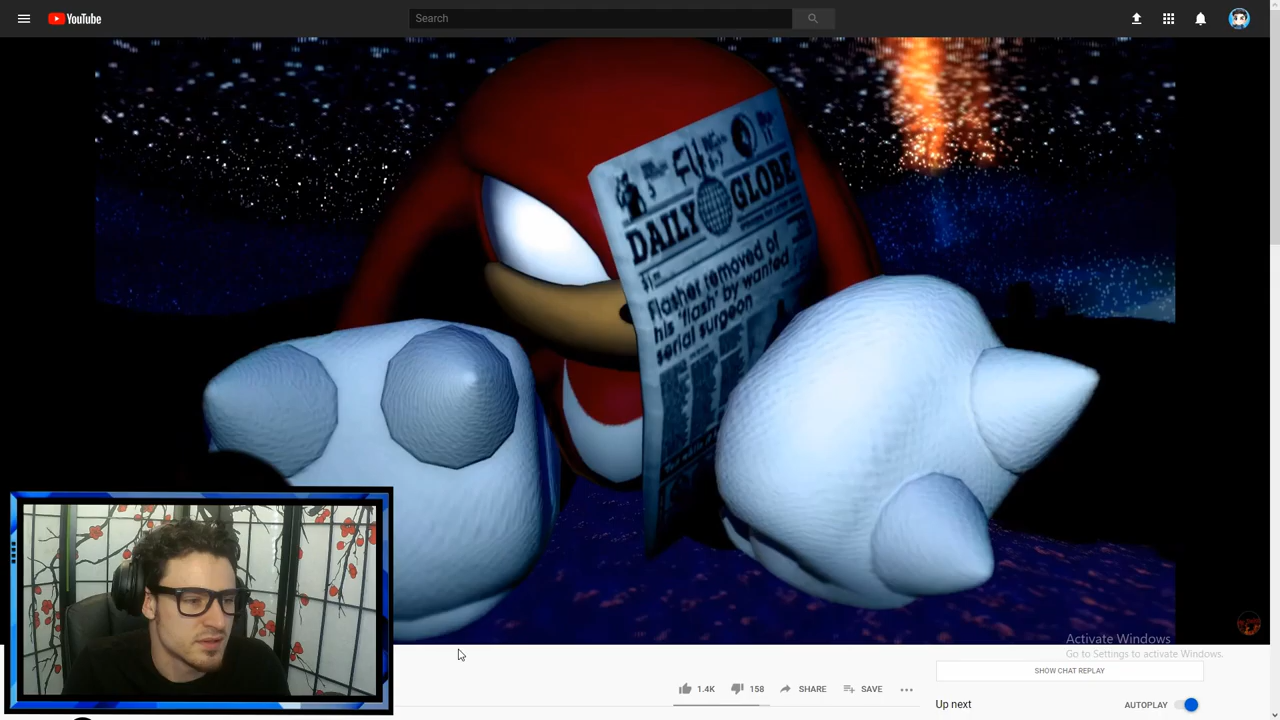 YouTube
Search
DAILY GLOBE
Flasher removed of
his 'flash' by wanted
serial surgeon
Activate Windows
Go to Settings to activate Windows.
SHOW CHAT REPLAY
1.4K 158 SHARE SAVE
Up next AUTOPLAY